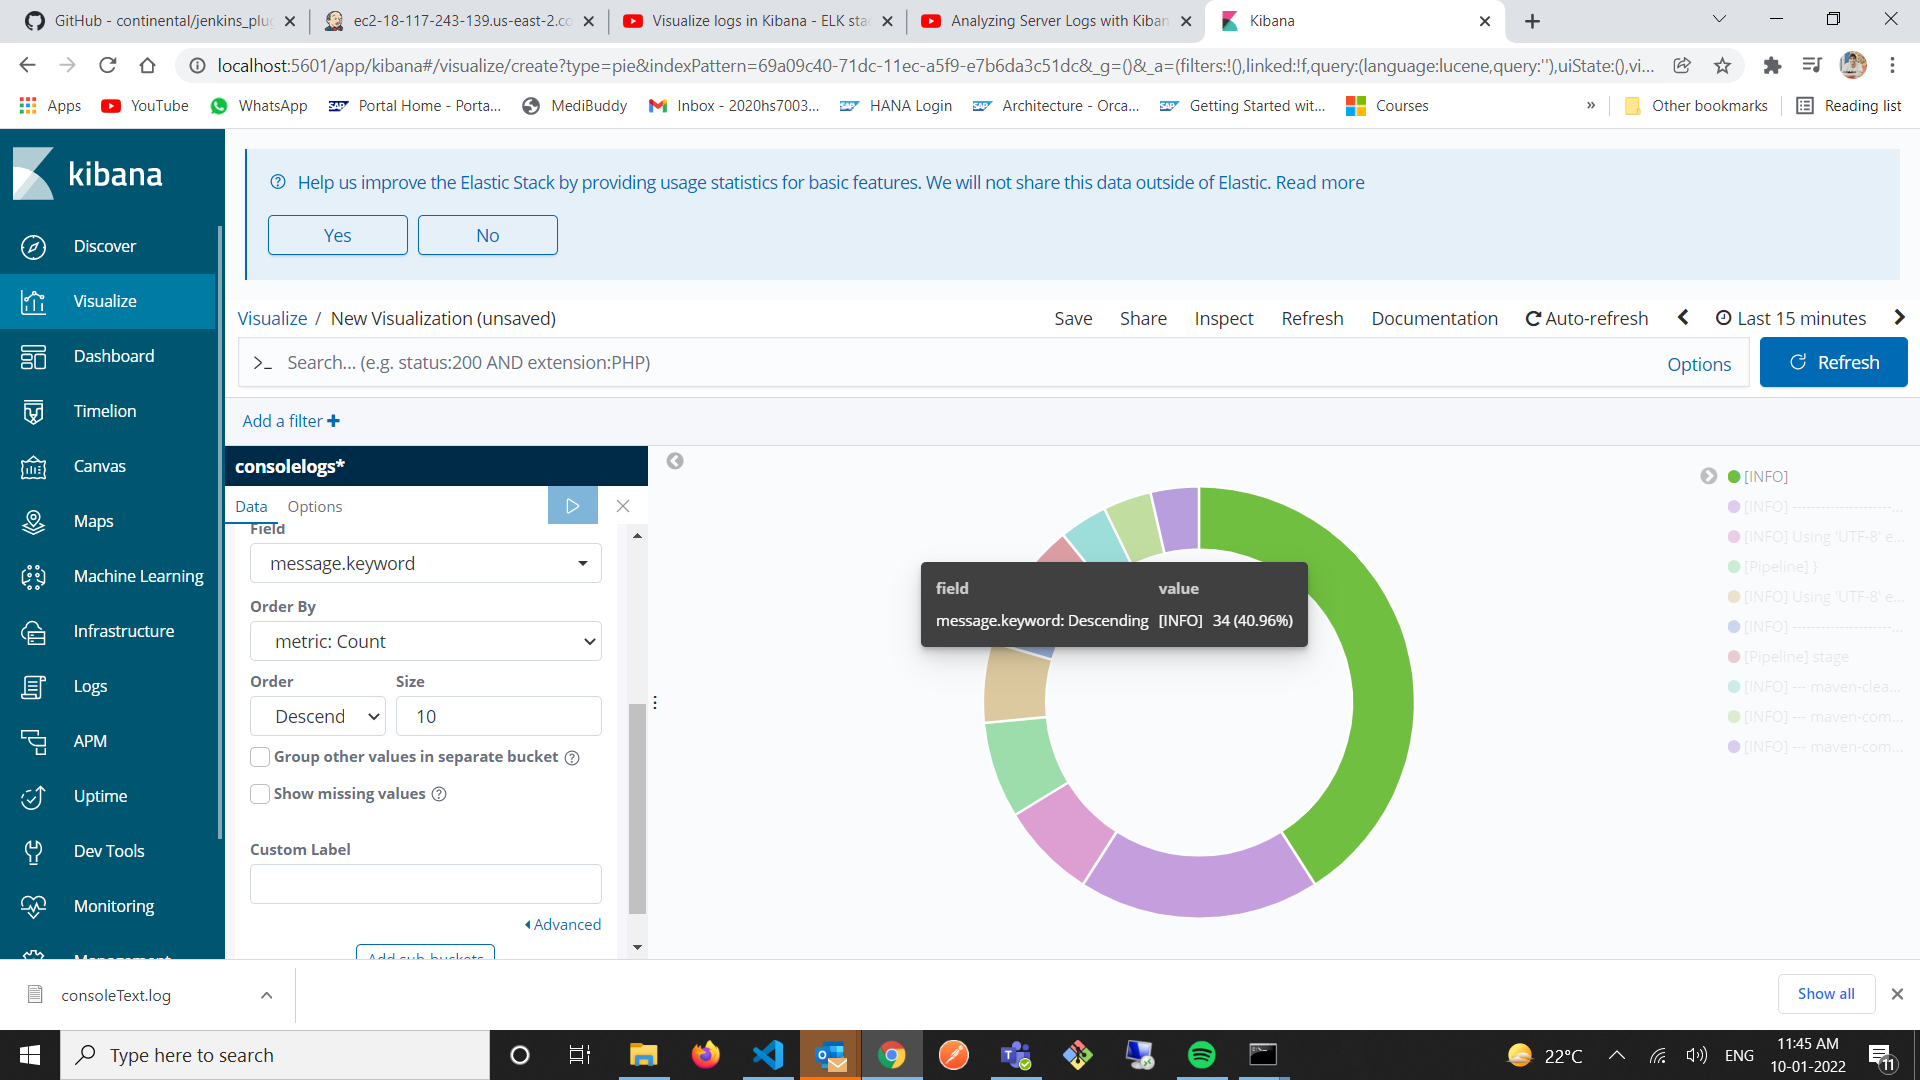 GitHub - continental/jenkins_plug
ec2-18-117-243-139.us-east-2.co
Visualize logs in Kibana - ELK sta
Analyzing Server Logs with Kiban
Kibana
localhost:5601/app/kibana#/visualize/create?type=pie&indexPattern=69a09c40-71dc-11ec-a5f9-e7b6da3c51dc&_g=()&_a=(filters:!(),linked:!f,query:(language:lucene,query:''),uiState:(),vi...
Apps
YouTube
WhatsApp
Portal Home - Porta...
MediBuddy
Inbox - 2020hs7003...
HANA Login
Architecture - Orca...
Getting Started wit...
Courses
»
Other bookmarks
Reading list
kibana
Help us improve the Elastic Stack by providing usage statistics for basic features. We will not share this data outside of Elastic. Read more
Yes
No
Discover
Visualize
Dashboard
Timelion
Canvas
Maps
Machine Learning
Infrastructure
Logs
APM
Uptime
Dev Tools
Monitoring
Management
Visualize / New Visualization (unsaved)
Save
Share
Inspect
Refresh
Documentation
Auto-refresh
Last 15 minutes
>_ Search... (e.g. status:200 AND extension:PHP)
Options
Refresh
Add a filter +
consolelogs*
Data
Options
Field
message.keyword
Order By
metric: Count
Order
Size
Descend
10
Group other values in separate bucket
Show missing values
Custom Label
Advanced
Add sub-buckets
field value
message.keyword: Descending [INFO] 34 (40.96%)
[INFO]
[INFO] --------------------...
[INFO] Using 'UTF-8' e...
[Pipeline] }
[INFO] Using 'UTF-8' e...
[INFO] --------------------...
[Pipeline] stage
[INFO] --- maven-clea...
[INFO] --- maven-com...
[INFO] --- maven-com...
consoleText.log
Show all
Type here to search
22°C
ENG
11:45 AM
10-01-2022
11